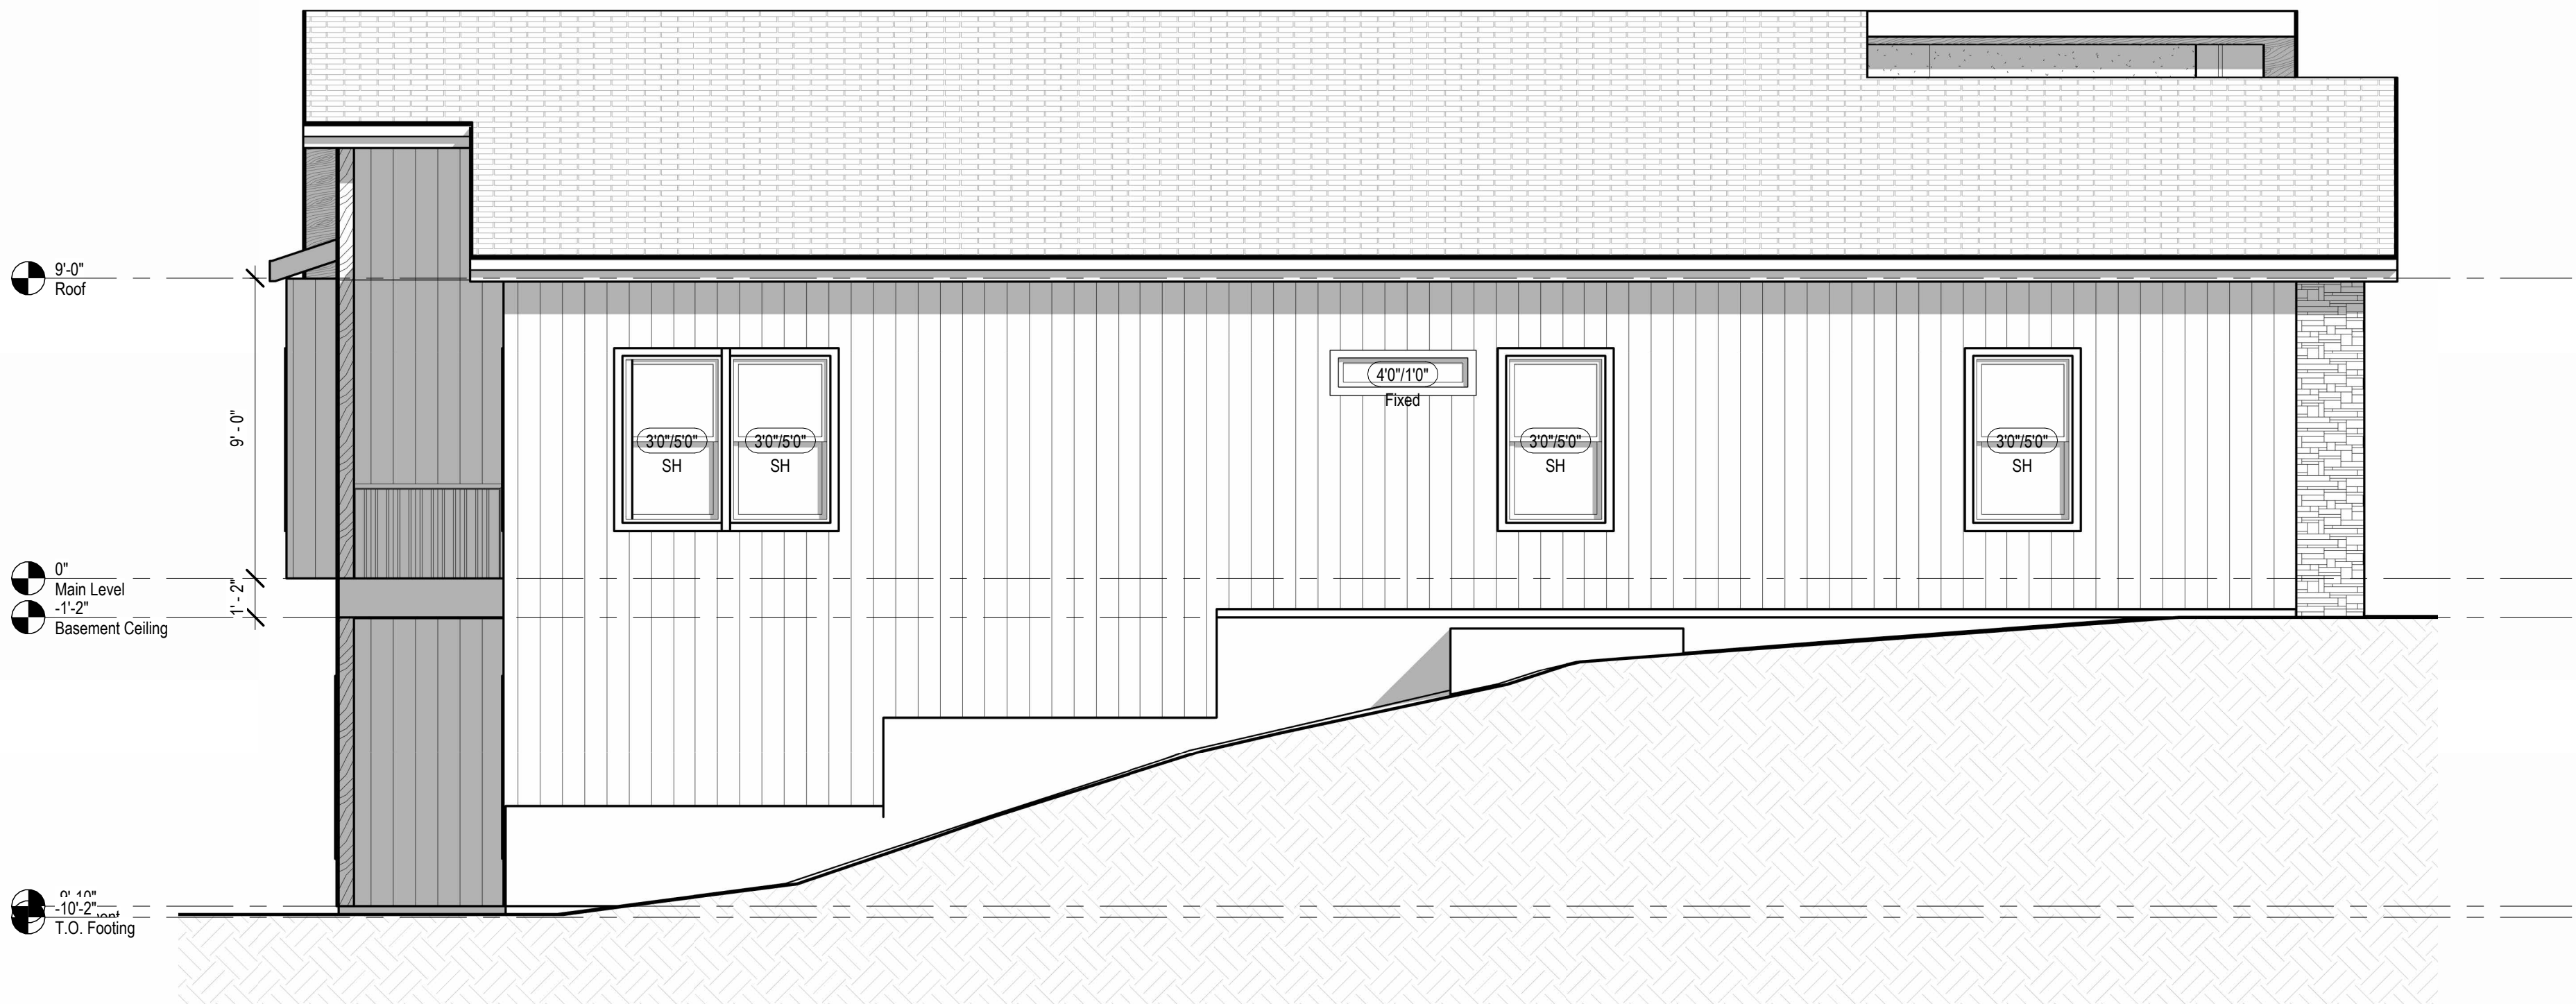 9'-0"
Roof
9' - 0"
4'0"/1'0"
Fixed
3'0"/5'0"
SH
3'0"/5'0"
SH
3'0"/5'0"
SH
3'0"/5'0"
SH
0"
Main Level
1' - 2"
-1'-2"
Basement Ceiling
-10'-2"
T.O. Footing